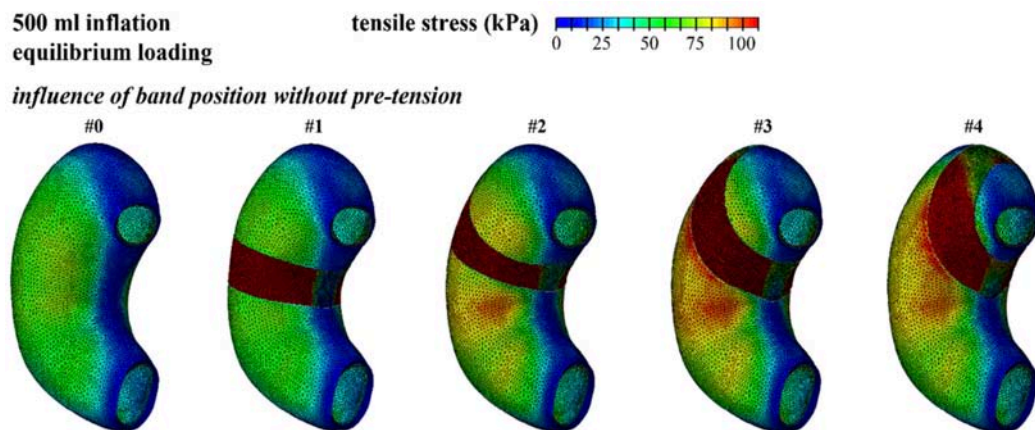 500 ml inflation
equilibrium loading
tensile stress (kPa)
0 25 50 75 100
influence of band position without pre-tension
#0 #1 #2 #3 #4